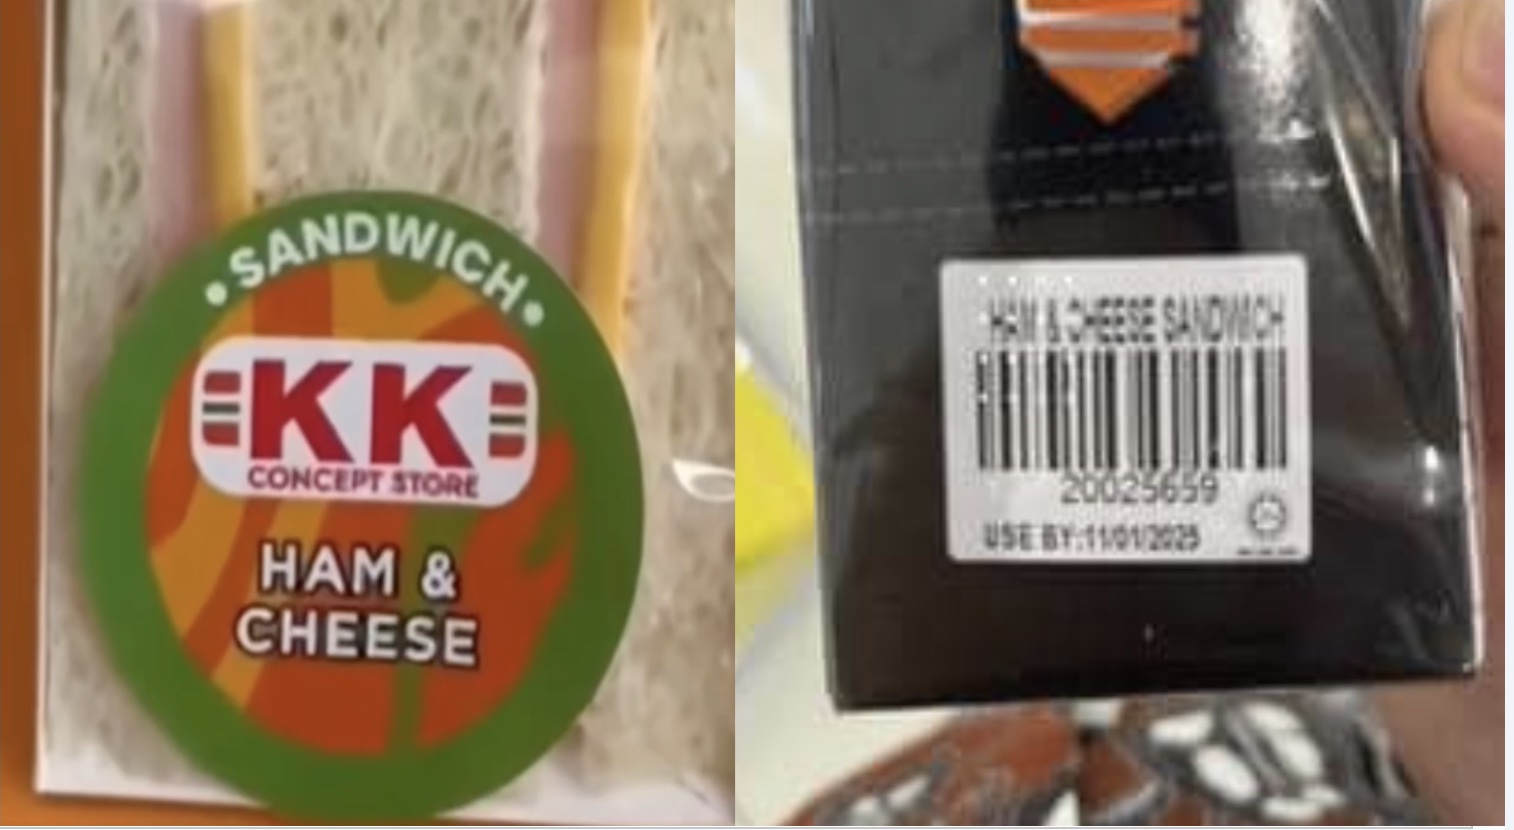 SANDWICH
KK
CONCEPT STORE
HAM &
CHEESE
HAM & CHEESE SANDWICH
20025659
USE BY:11/01/2025